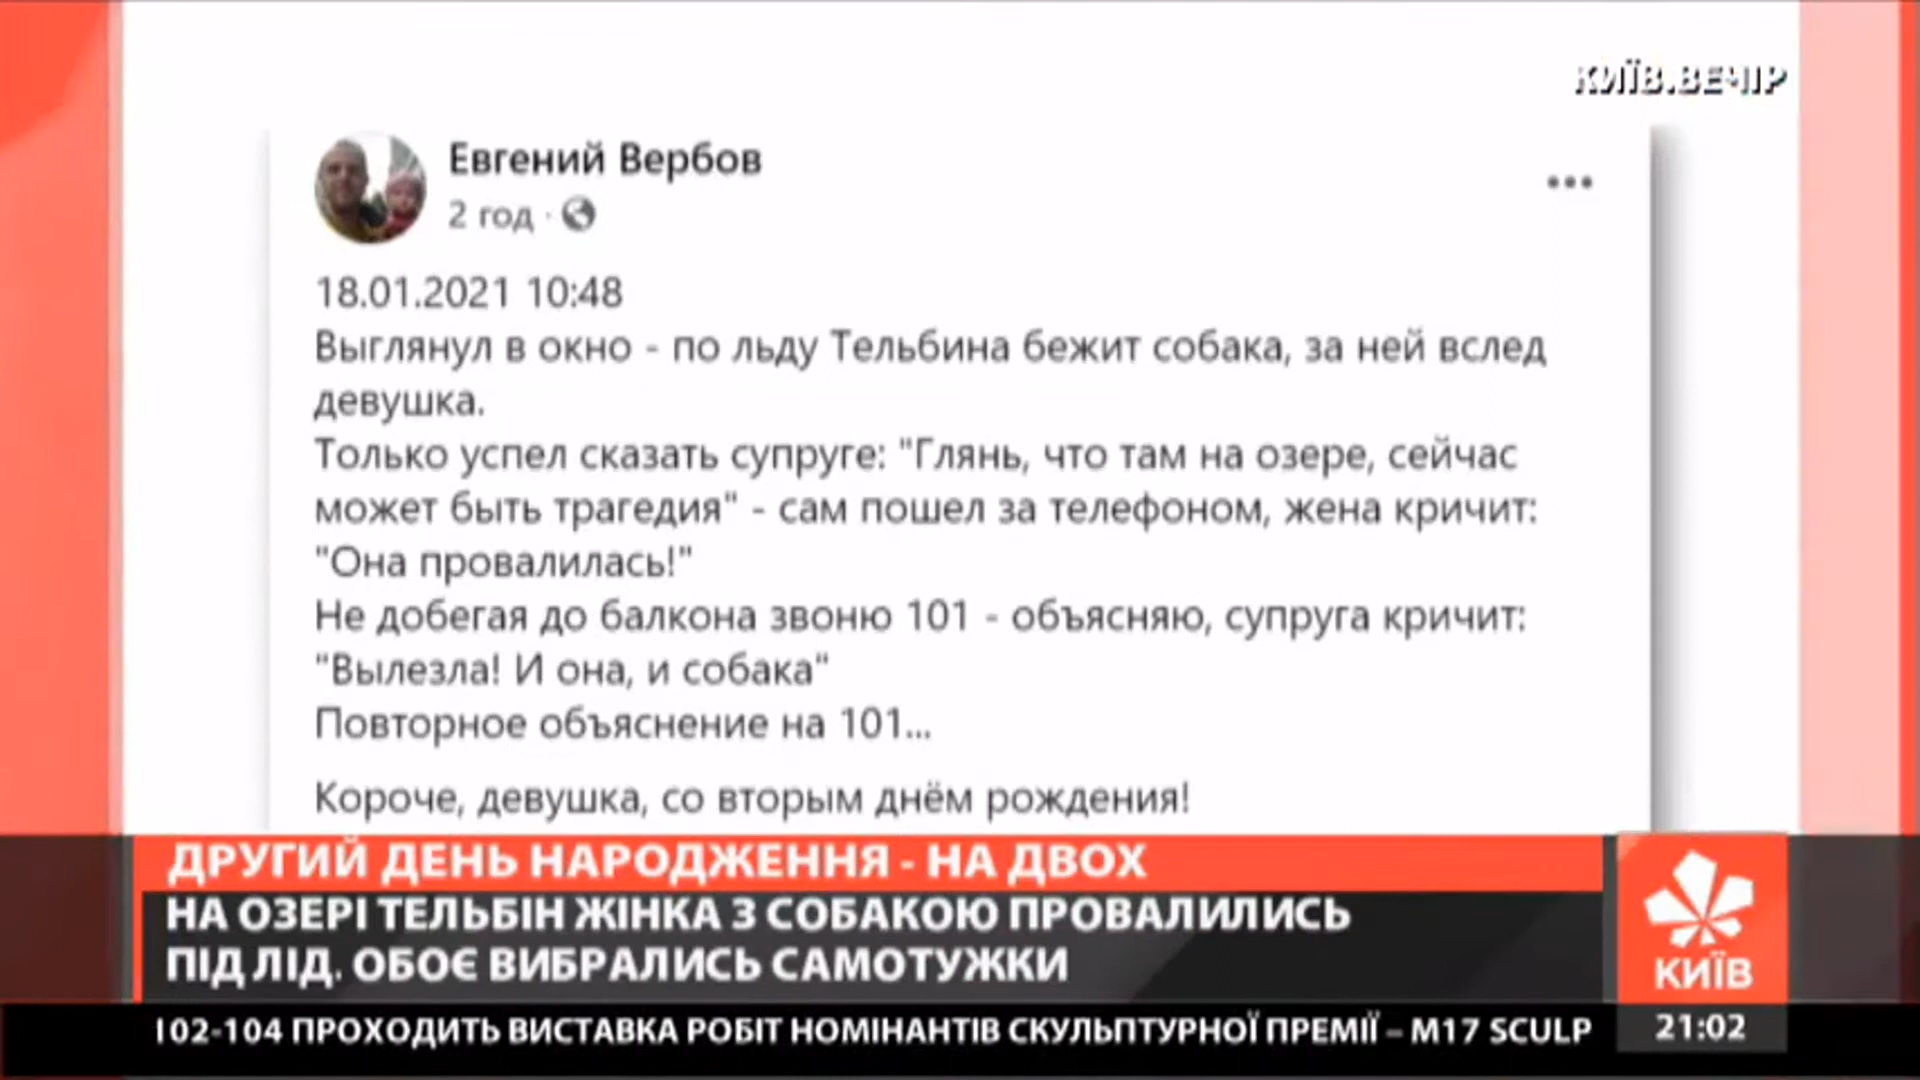 КИЇВ.ВЕЧІР
Евгений Вербов
2 год ·
18.01.2021 10:48
Выглянул в окно - по льду Тельбина бежит собака, за ней вслед
девушка.
Только успел сказать супруге: "Глянь, что там на озере, сейчас
может быть трагедия" - сам пошел за телефоном, жена кричит:
"Она провалилась!"
Не добегая до балкона звоню 101 - объясняю, супруга кричит:
"Вылезла! И она, и собака"
Повторное объяснение на 101...
Короче, девушка, со вторым днём рождения!
ДРУГИЙ ДЕНЬ НАРОДЖЕННЯ - НА ДВОХ
НА ОЗЕРІ ТЕЛЬБІН ЖІНКА З СОБАКОЮ ПРОВАЛИЛИСЬ
ПІД ЛІД. ОБОЄ ВИБРАЛИСЬ САМОТУЖКИ
КИЇВ
102-104 ПРОХОДИТЬ ВИСТАВКА РОБІТ НОМІНАНТІВ СКУЛЬПТУРНОЇ ПРЕМІЇ – M17 SCULP
21:02